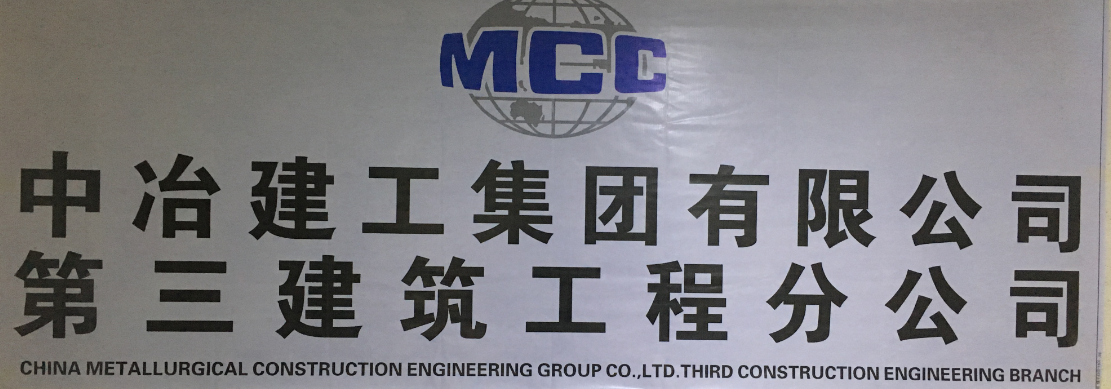 MCC
中冶建工集团有限公司
第三建筑工程分公司
CHINA METALLURGICAL CONSTRUCTION ENGINEERING GROUP CO.,LTD.THIRD CONSTRUCTION ENGINEERING BRANCH